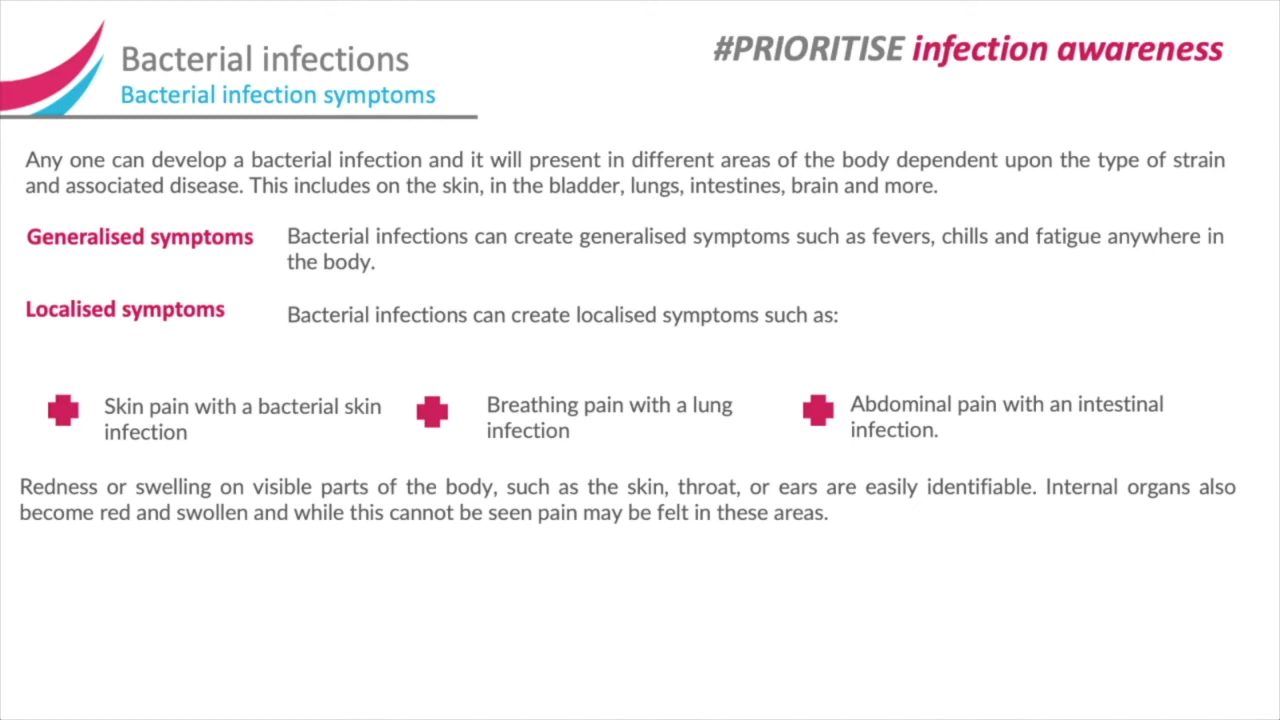 Bacterial infections
#PRIORITISE infection awareness
Bacterial infection symptoms
Any one can develop a bacterial infection and it will present in different areas of the body dependent upon the type of strain
and associated disease. This includes on the skin, in the bladder, lungs, intestines, brain and more.
Generalised symptoms
Bacterial infections can create generalised symptoms such as fevers, chills and fatigue anywhere in
the body.
Localised symptoms
Bacterial infections can create localised symptoms such as:
Skin pain with a bacterial skin
infection
Breathing pain with a lung
infection
Abdominal pain with an intestinal
infection.
Redness or swelling on visible parts of the body, such as the skin, throat, or ears are easily identifiable. Internal organs also
become red and swollen and while this cannot be seen pain may be felt in these areas.